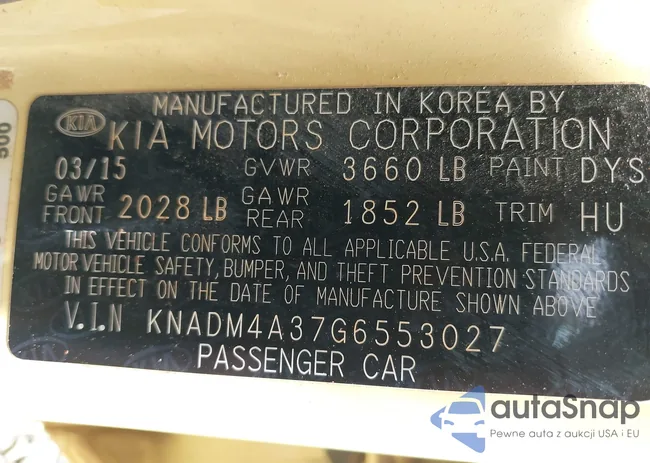 MANUFACTURED IN KOREA BY
KIA KIA MOTORS CORPORATION
03/15 GVWR 3660 LB PAINT DYS
GAWR FRONT 2028 LB GAWR REAR 1852 LB TRIM HU
THIS VEHICLE CONFORMS TO ALL APPLICABLE U.S.A. FEDERAL
MOTOR VEHICLE SAFETY, BUMPER, AND THEFT PREVENTION STANDARDS
IN EFFECT ON THE DATE OF MANUFACTURE SHOWN ABOVE
V.I.N KNADM4A37G6553027
PASSENGER CAR
500
autaSnap
Pewne auta z aukcji USA i EU